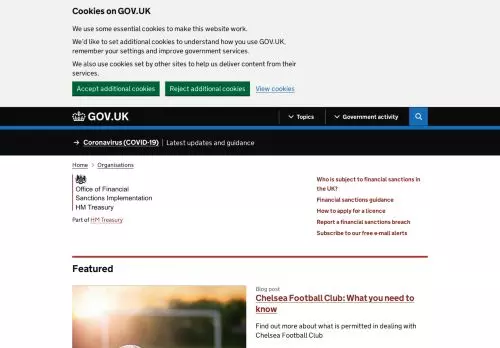 Cookies on GOV.UK
We use some essential cookies to make this website work.
We'd like to set additional cookies to understand how you use GOV.UK,
remember your settings and improve government services.
We also use cookies set by other sites to help us deliver content from their
services.
Accept additional cookies
Reject additional cookies
View cookies
GOV.UK
Topics
Government activity
→ Coronavirus (COVID-19) | Latest updates and guidance
Home > Organisations
Office of Financial
Sanctions Implementation
HM Treasury
Part of HM Treasury
Who is subject to financial sanctions in
the UK?
Financial sanctions guidance
How to apply for a licence
Report a financial sanctions breach
Subscribe to our free e-mail alerts
Featured
Blog post
Chelsea Football Club: What you need to
know
Find out more about what is permitted in dealing with
Chelsea Football Club